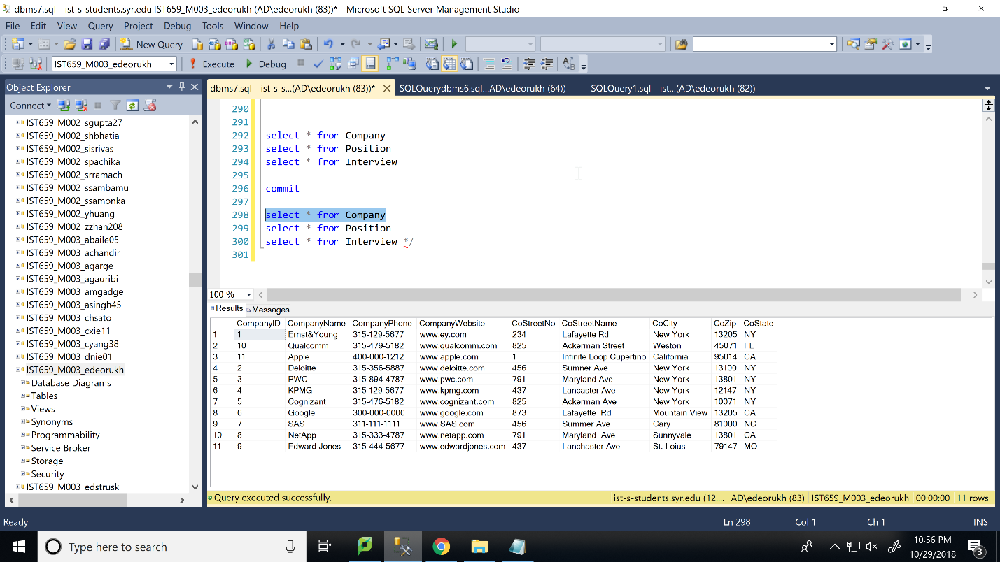 dbms7.sql - ist-s-students.syr.edu.IST659_M003_edeorukh (AD\edeorukh (83))* - Microsoft SQL Server Management Studio
File Edit View Query Project Debug Tools Window Help
New Query
IST659_M003_edeorukh Execute Debug
Object Explorer
Connect
IST659_M002_sgupta27
IST659_M002_shbhatia
IST659_M002_sisrivas
IST659_M002_spachika
IST659_M002_srramach
IST659_M002_ssambamu
IST659_M002_ssamonka
IST659_M002_yhuang
IST659_M002_zzhan208
IST659_M003_abaile05
IST659_M003_achandir
IST659_M003_agarge
IST659_M003_agauribi
IST659_M003_amgadge
IST659_M003_asingh45
IST659_M003_chsato
IST659_M003_cxie11
IST659_M003_cyang38
IST659_M003_dnie01
IST659_M003_edeorukh
Database Diagrams
Tables
Views
Synonyms
Programmability
Service Broker
Storage
Security
IST659_M003_edstrusk
dbms7.sql - ist-s-s...(AD\edeorukh (83))* SQLQuerydbms6.sql...AD\edeorukh (64)) SQLQuery1.sql - ist...(AD\edeorukh (82))
290
291
292 select * from Company
293 select * from Position
294 select * from Interview
295
296 commit
297
298 select * from Company
299 select * from Position
300 select * from Interview */
301
100 %
Results Messages
CompanyID CompanyName CompanyPhone CompanyWebsite CoStreetNo CoStreetName CoCity CoZip CoState
1 1 Ernst&Young 315-129-5677 www.ey.com 234 Lafayette Rd New York 13205 NY
2 10 Qualcomm 315-479-5182 www.qualcomm.com 825 Ackerman Street Weston 45071 FL
3 11 Apple 400-000-1212 www.apple.com 1 Infinite Loop Cupertino California 95014 CA
4 2 Deloitte 315-356-5887 www.deloitte.com 456 Sumner Ave New York 13100 NY
5 3 PWC 315-894-4787 www.pwc.com 791 Maryland Ave New York 13801 NY
6 4 KPMG 315-129-5677 www.kpmg.com 437 Lancaster Ave New York 12147 NY
7 5 Cognizant 315-476-5182 www.cognizant.com 825 Ackerman Ave New York 10071 NY
8 6 Google 300-000-0000 www.google.com 873 Lafayette Rd Mountain View 13205 CA
9 7 SAS 311-111-1111 www.SAS.com 456 Summer Ave Cary 81000 NC
10 8 NetApp 315-333-4787 www.netapp.com 791 Maryland Ave Sunnyvale 13801 CA
11 9 Edward Jones 315-444-5677 www.edwardjones.com 437 Lanchaster Ave St. Loius 79147 MO
Query executed successfully. ist-s-students.syr.edu (12.... AD\edeorukh (83) IST659_M003_edeorukh 00:00:00 11 rows
Ready Ln 298 Col 1 Ch 1 INS
Type here to search
10:56 PM
10/29/2018
3